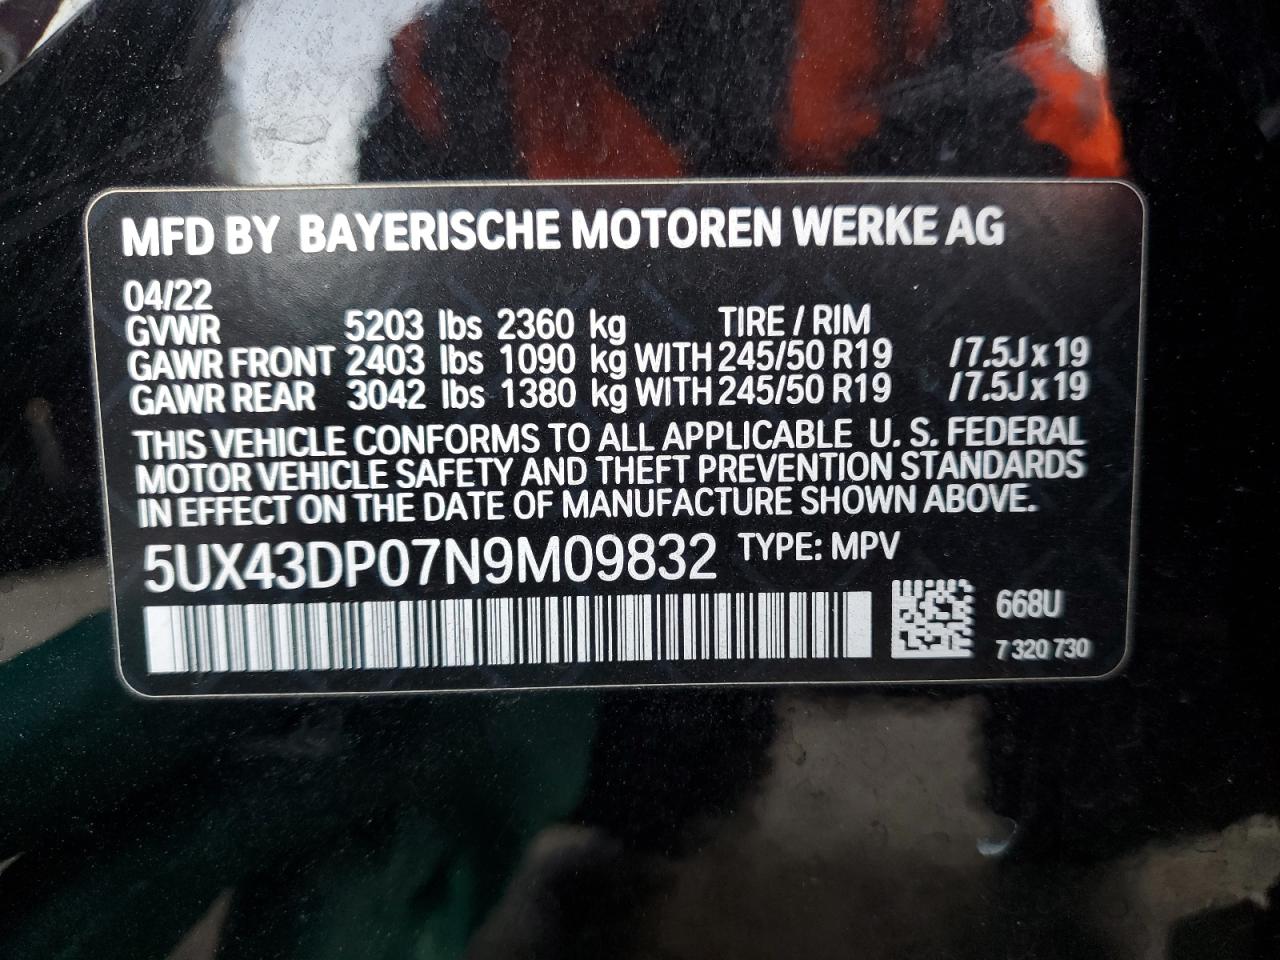 MFD BY BAYERISCHE MOTOREN WERKE AG
04/22
GVWR 5203 lbs 2360 kg TIRE / RIM
GAWR FRONT 2403 lbs 1090 kg WITH 245/50 R19 /7.5J x 19
GAWR REAR 3042 lbs 1380 kg WITH 245/50 R19 /7.5J x 19
THIS VEHICLE CONFORMS TO ALL APPLICABLE U. S. FEDERAL
MOTOR VEHICLE SAFETY AND THEFT PREVENTION STANDARDS
IN EFFECT ON THE DATE OF MANUFACTURE SHOWN ABOVE.
5UX43DP07N9M09832 TYPE: MPV
668U
7 320 730